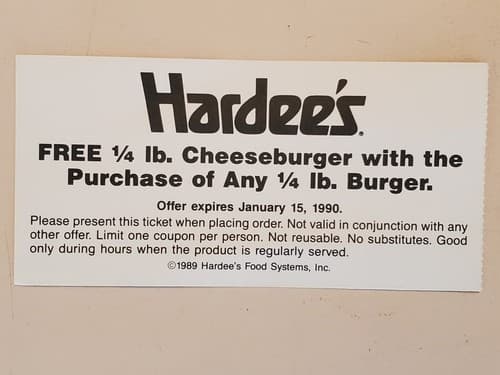 Hardee's.
FREE ¼ lb. Cheeseburger with the
Purchase of Any ¼ lb. Burger.
Offer expires January 15, 1990.
Please present this ticket when placing order. Not valid in conjunction with any
other offer. Limit one coupon per person. Not reusable. No substitutes. Good
only during hours when the product is regularly served.
©1989 Hardee's Food Systems, Inc.